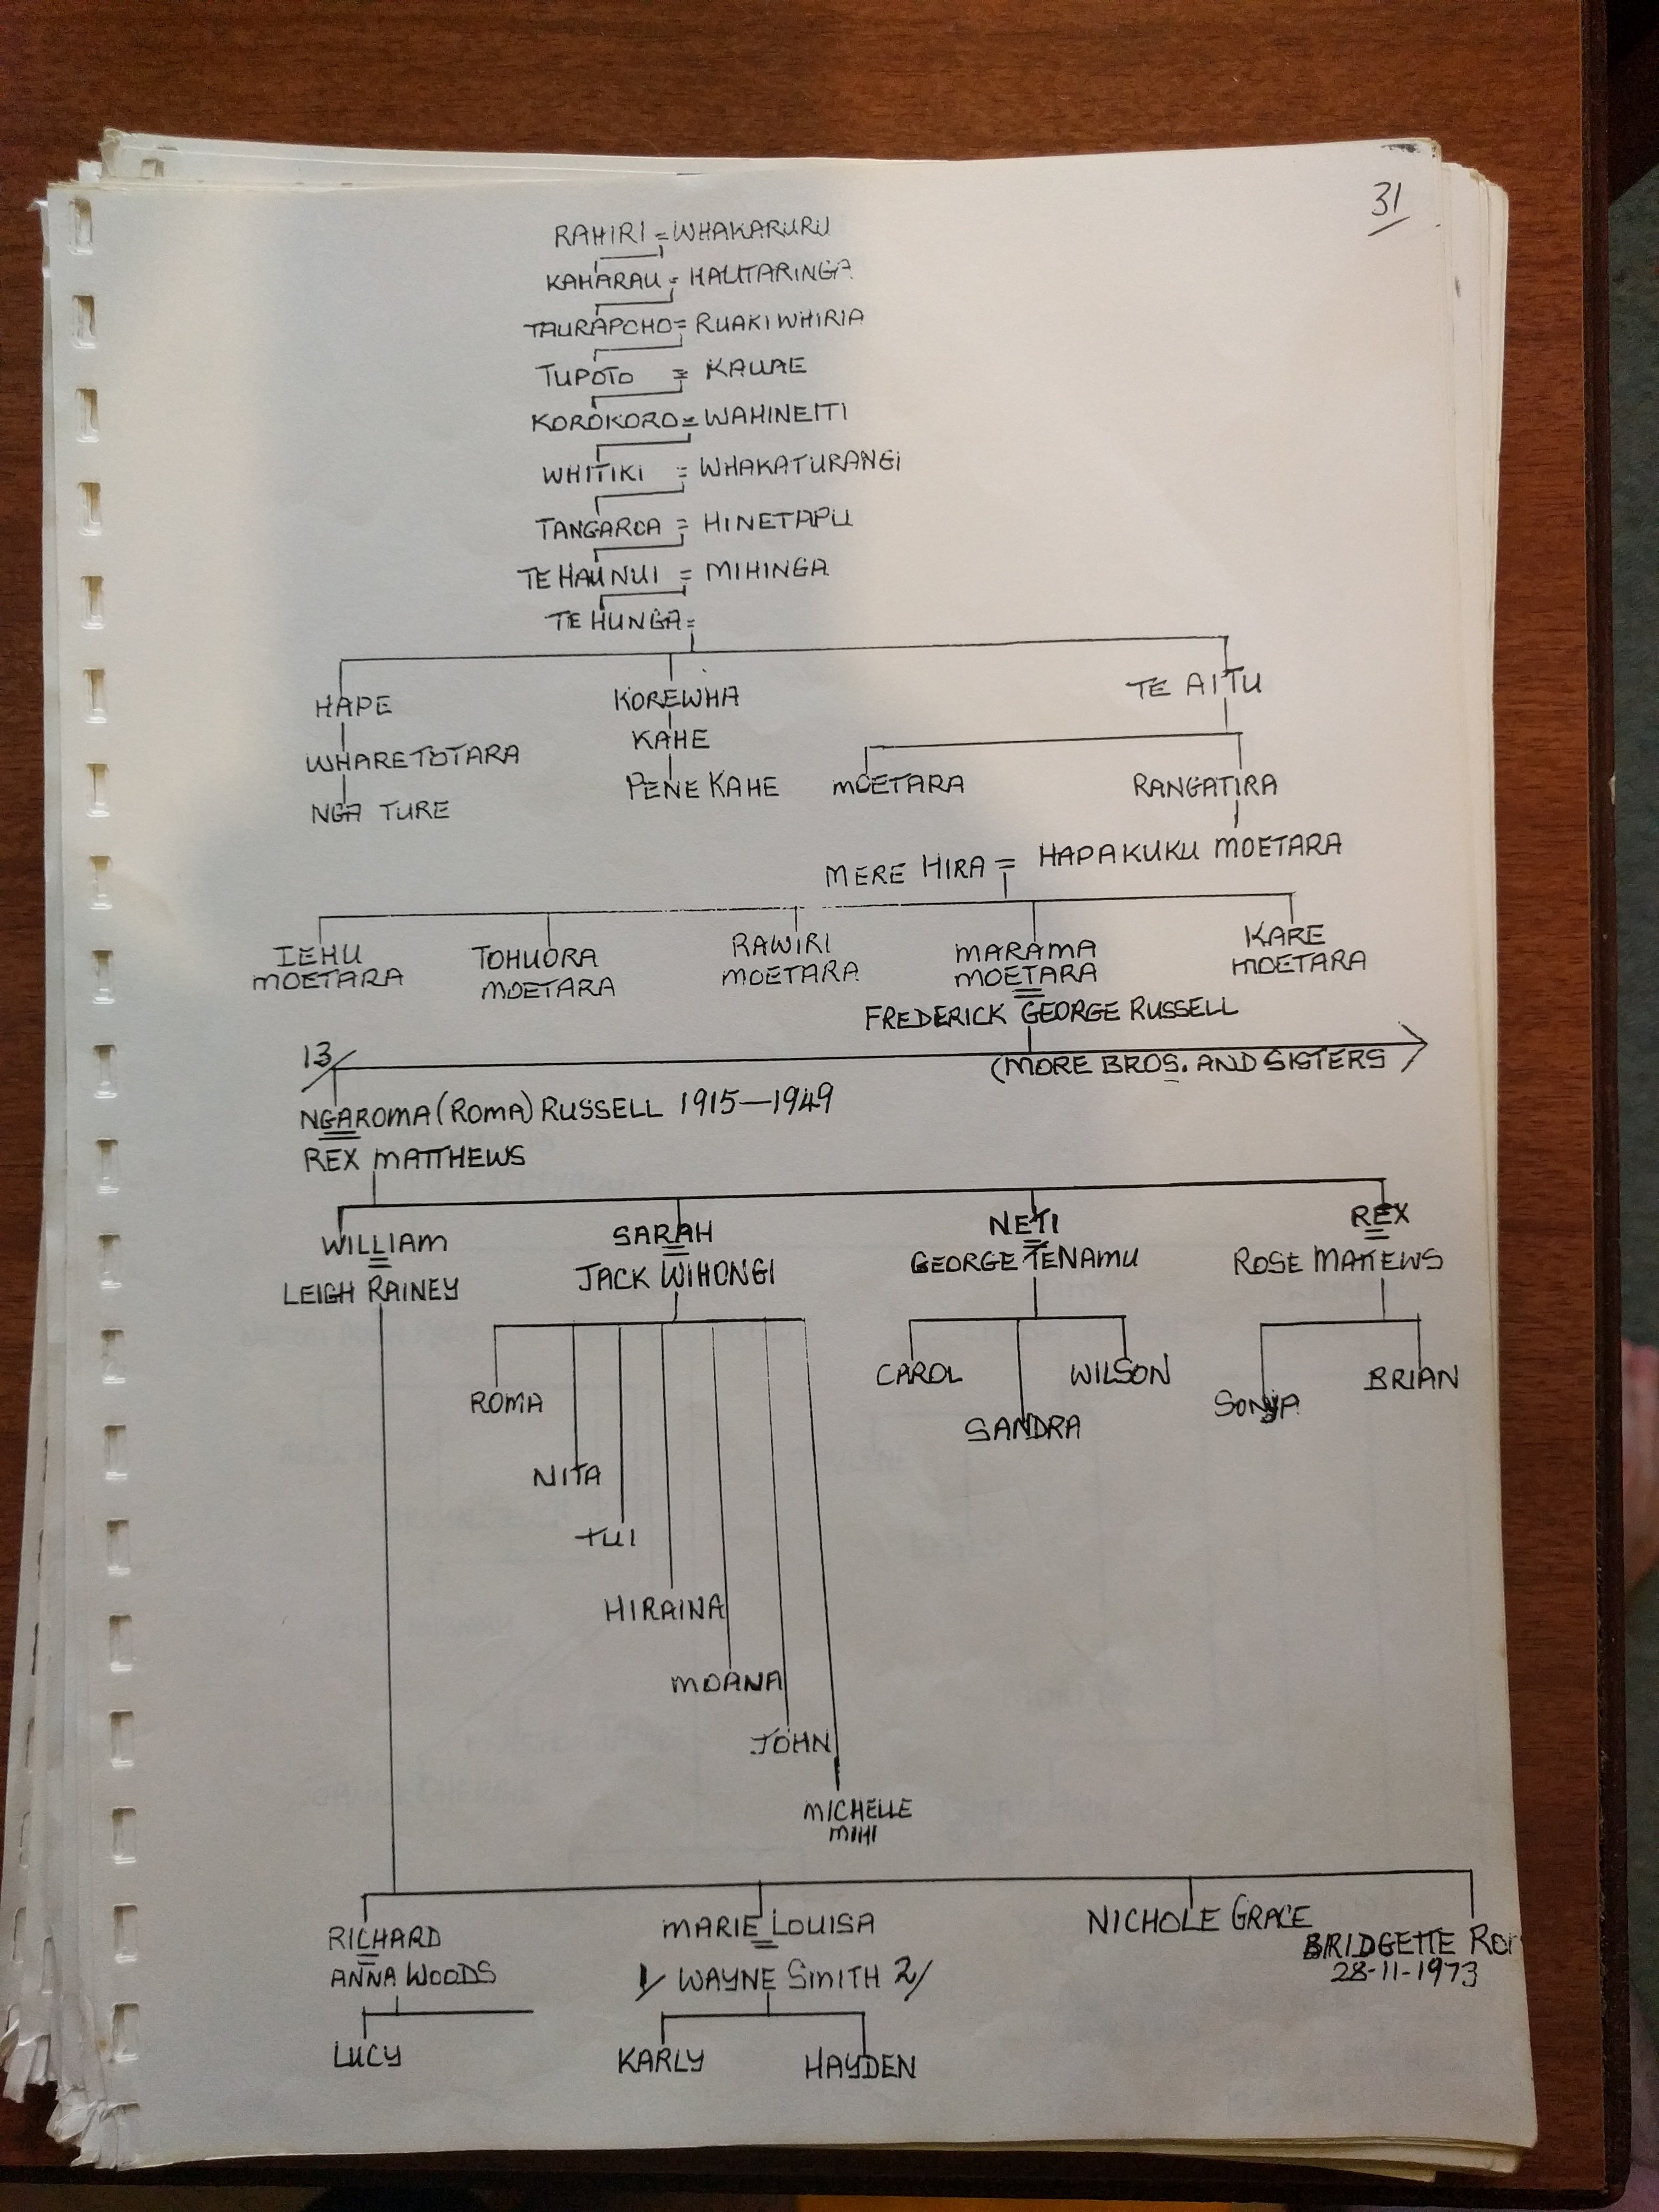 31
RAHIRI = WHAKARURU
KAHARAU = HAUTARINGA
TAURAPOHO = RUAKIWHIRIA
TUPOTO = KAWAE
KOROKORO = WAHINEITI
WHITIKI = WHAKATURANGI
TANGAROA = HINETAPU
TE HAUNUI = MIHINGA
TE HUNGA =
HAPE KOREWHA TE AITU
WHARETOTARA KAHE
NGA TURE PENE KAHE MOETARA RANGATIRA
MERE HIRA = HAPAKUKU MOETARA
IEHU TOHUORA RAWIRI MARAMA KARE
MOETARA MOETARA MOETARA MOETARA MOETARA
FREDERICK GEORGE RUSSELL
13/ (MORE BROS. AND SISTERS
NGAROMA (ROMA) RUSSELL 1915—1949
REX MATTHEWS
WILLIAM SARAH NETI REX
LEIGH RAINEY JACK WIHONGI GEORGE TENAMU ROSE MATTEWS
ROMA CAROL WILSON SONJA BRIAN
SANDRA
NITA
TUI
HIRAINA
MOANA
JOHN
MICHELLE
MIHI
RICHARD MARIE LOUISA NICHOLE GRACE BRIDGETTE
ANNA WOODS 1/ WAYNE SMITH 2/ 28-11-1973
LUCY KARLY HAYDEN